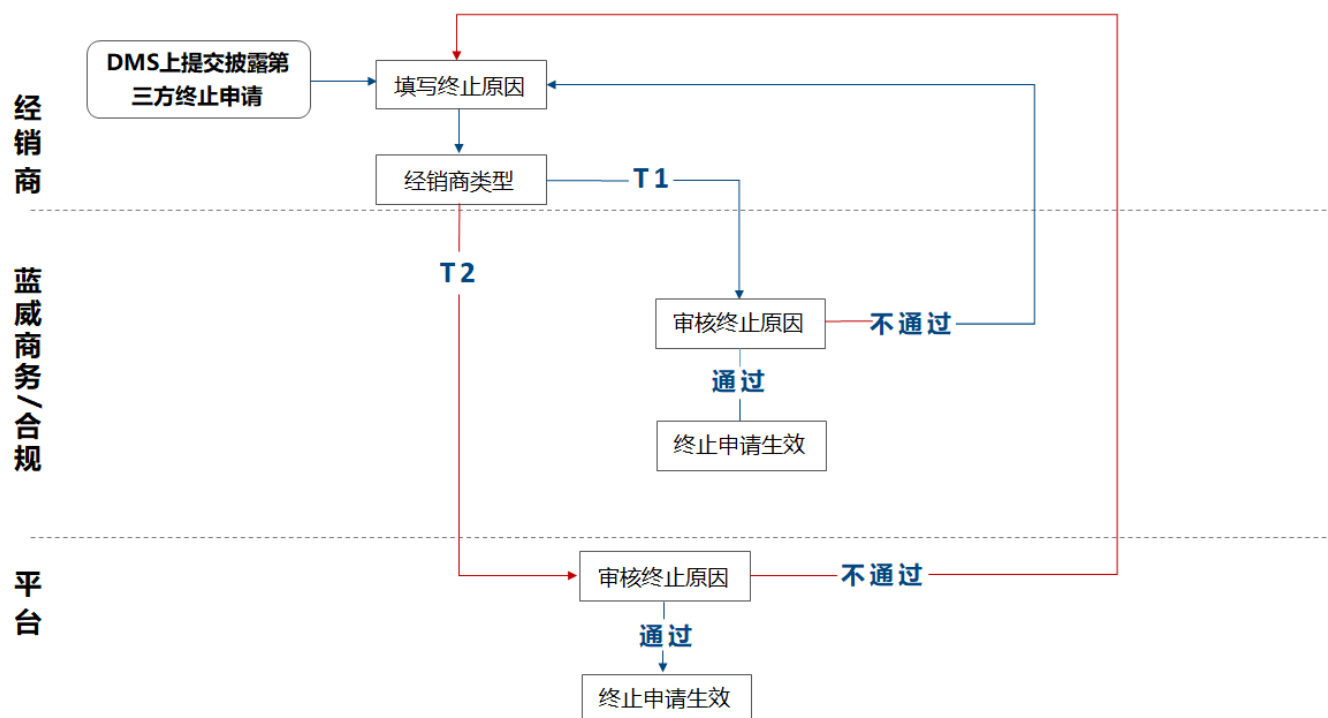 DMS上提交披露第
三方终止申请
填写终止原因
经销商
经销商类型
T1
T2
蓝威商务/合规
审核终止原因
不通过
通过
终止申请生效
平台
审核终止原因
不通过
通过
终止申请生效